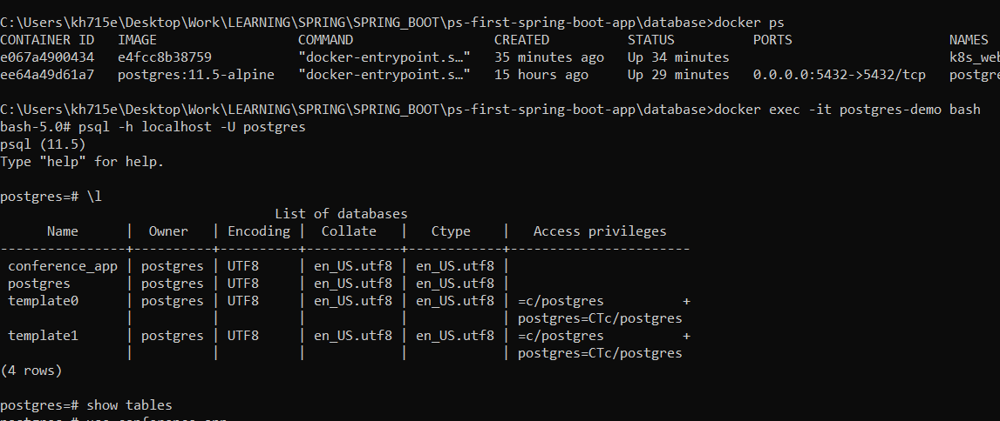 C:\Users\kh715e\Desktop\Work\LEARNING\SPRING\SPRING_BOOT\ps-first-spring-boot-app\database>docker ps
CONTAINER ID   IMAGE                  COMMAND                  CREATED          STATUS          PORTS                    NAMES
e067a4900434   e4fcc8b38759           "docker-entrypoint.s…"   35 minutes ago   Up 34 minutes                            k8s_web
ee64a49d61a7   postgres:11.5-alpine   "docker-entrypoint.s…"   15 hours ago     Up 29 minutes   0.0.0.0:5432->5432/tcp   postgre
C:\Users\kh715e\Desktop\Work\LEARNING\SPRING\SPRING_BOOT\ps-first-spring-boot-app\database>docker exec -it postgres-demo bash
bash-5.0# psql -h localhost -U postgres
psql (11.5)
Type "help" for help.
postgres=# \l
                                   List of databases
      Name      |  Owner   | Encoding |  Collate   |   Ctype    |   Access privileges
----------------+----------+----------+------------+------------+-----------------------
 conference_app | postgres | UTF8     | en_US.utf8 | en_US.utf8 |
 postgres       | postgres | UTF8     | en_US.utf8 | en_US.utf8 |
 template0      | postgres | UTF8     | en_US.utf8 | en_US.utf8 | =c/postgres          +
                |          |          |            |            | postgres=CTc/postgres
 template1      | postgres | UTF8     | en_US.utf8 | en_US.utf8 | =c/postgres          +
                |          |          |            |            | postgres=CTc/postgres
(4 rows)
postgres=# show tables